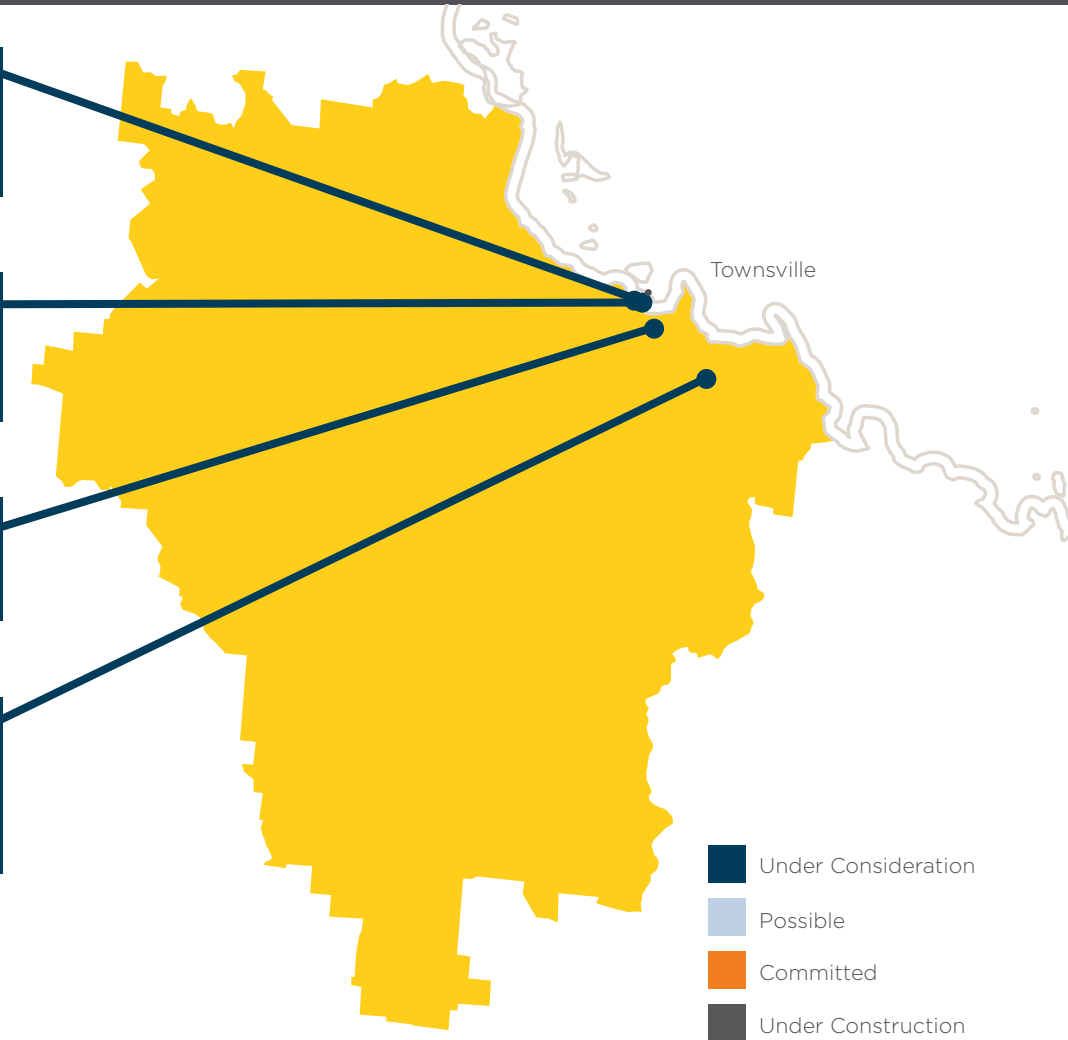 Townsville
Under Consideration
Possible
Committed
Under Construction